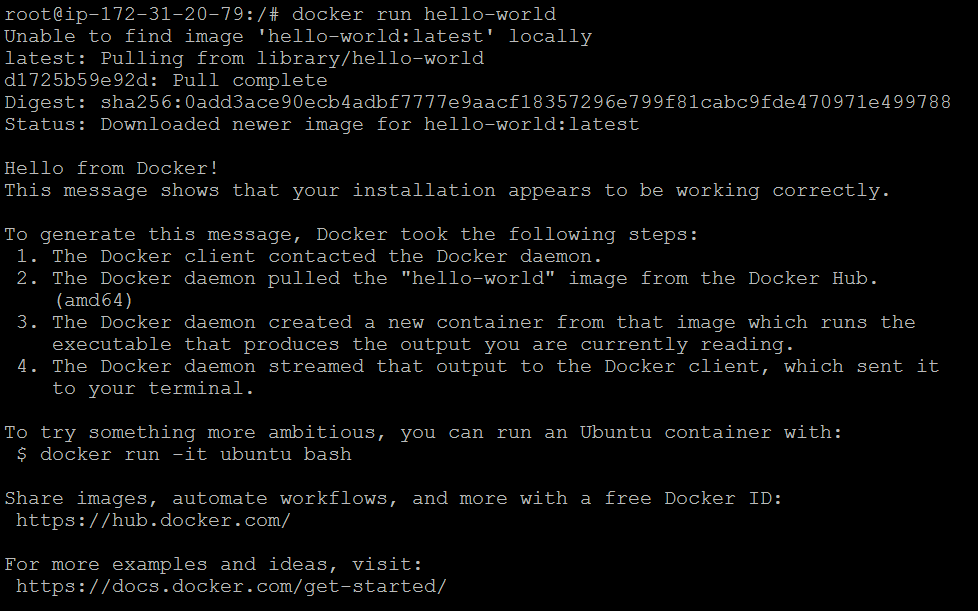 root@ip-172-31-20-79:/# docker run hello-world
Unable to find image 'hello-world:latest' locally
latest: Pulling from library/hello-world
d1725b59e92d: Pull complete
Digest: sha256:0add3ace90ecb4adbf7777e9aacf18357296e799f81cabc9fde470971e499788
Status: Downloaded newer image for hello-world:latest

Hello from Docker!
This message shows that your installation appears to be working correctly.

To generate this message, Docker took the following steps:
 1. The Docker client contacted the Docker daemon.
 2. The Docker daemon pulled the "hello-world" image from the Docker Hub.
    (amd64)
 3. The Docker daemon created a new container from that image which runs the
    executable that produces the output you are currently reading.
 4. The Docker daemon streamed that output to the Docker client, which sent it
    to your terminal.

To try something more ambitious, you can run an Ubuntu container with:
 $ docker run -it ubuntu bash

Share images, automate workflows, and more with a free Docker ID:
 https://hub.docker.com/

For more examples and ideas, visit:
 https://docs.docker.com/get-started/